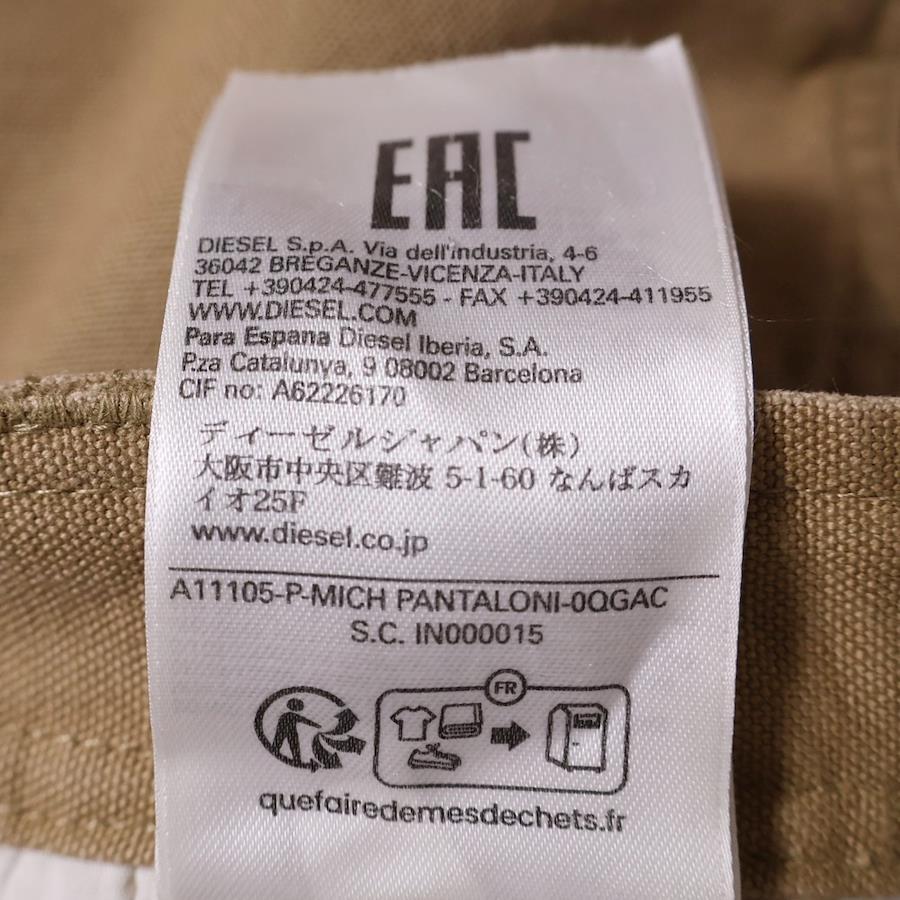 EAC
DIESEL S.p.A. Via dell'industria, 4-6
36042 BREGANZE-VICENZA-ITALY
TEL +390424-477555 - FAX +390424-411955
WWW.DIESEL.COM
Para Espana Diesel Iberia, S.A.
P.za Catalunya, 9 08002 Barcelona
CIF no: A62226170
ディーゼルジャパン(株)
大阪市中央区難波 5-1-60 なんばスカ
イオ25F
www.diesel.co.jp
A11105-P-MICH PANTALONI-0QGAC
S.C. IN000015
FR
quefairedemesdechets.fr